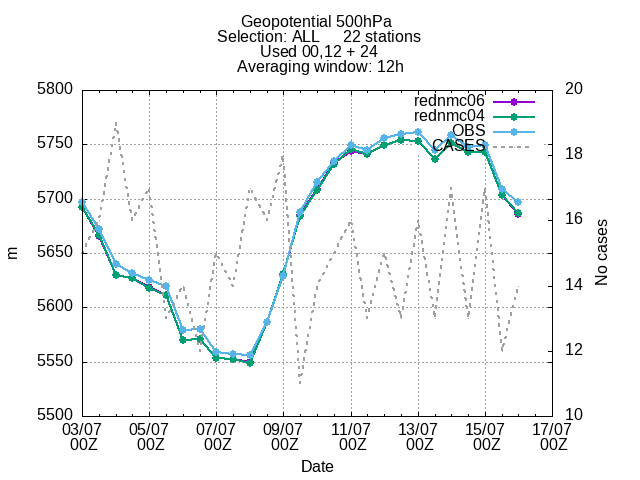 Geopotential 500hPa
Selection: ALL 22 stations
Used 00,12 + 24
Averaging window: 12h
5800
5750
5700
5650
5600
5550
5500
m
rednmc06
rednmc04
OBS
CASES
20
18
16
14
12
10
No cases
03/07 05/07 07/07 09/07 11/07 13/07 15/07 17/07
00Z 00Z 00Z 00Z 00Z 00Z 00Z 00Z
Date